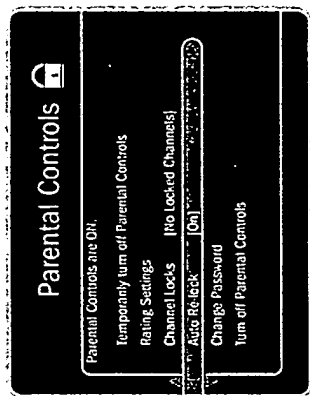 Parental Controls
Parental Controls are ON.
Temporarily turn off Parental Controls
Rating Settings
Channel Locks [No Locked Channels]
Auto Re-lock [On]
Change Password
Turn off Parental Controls